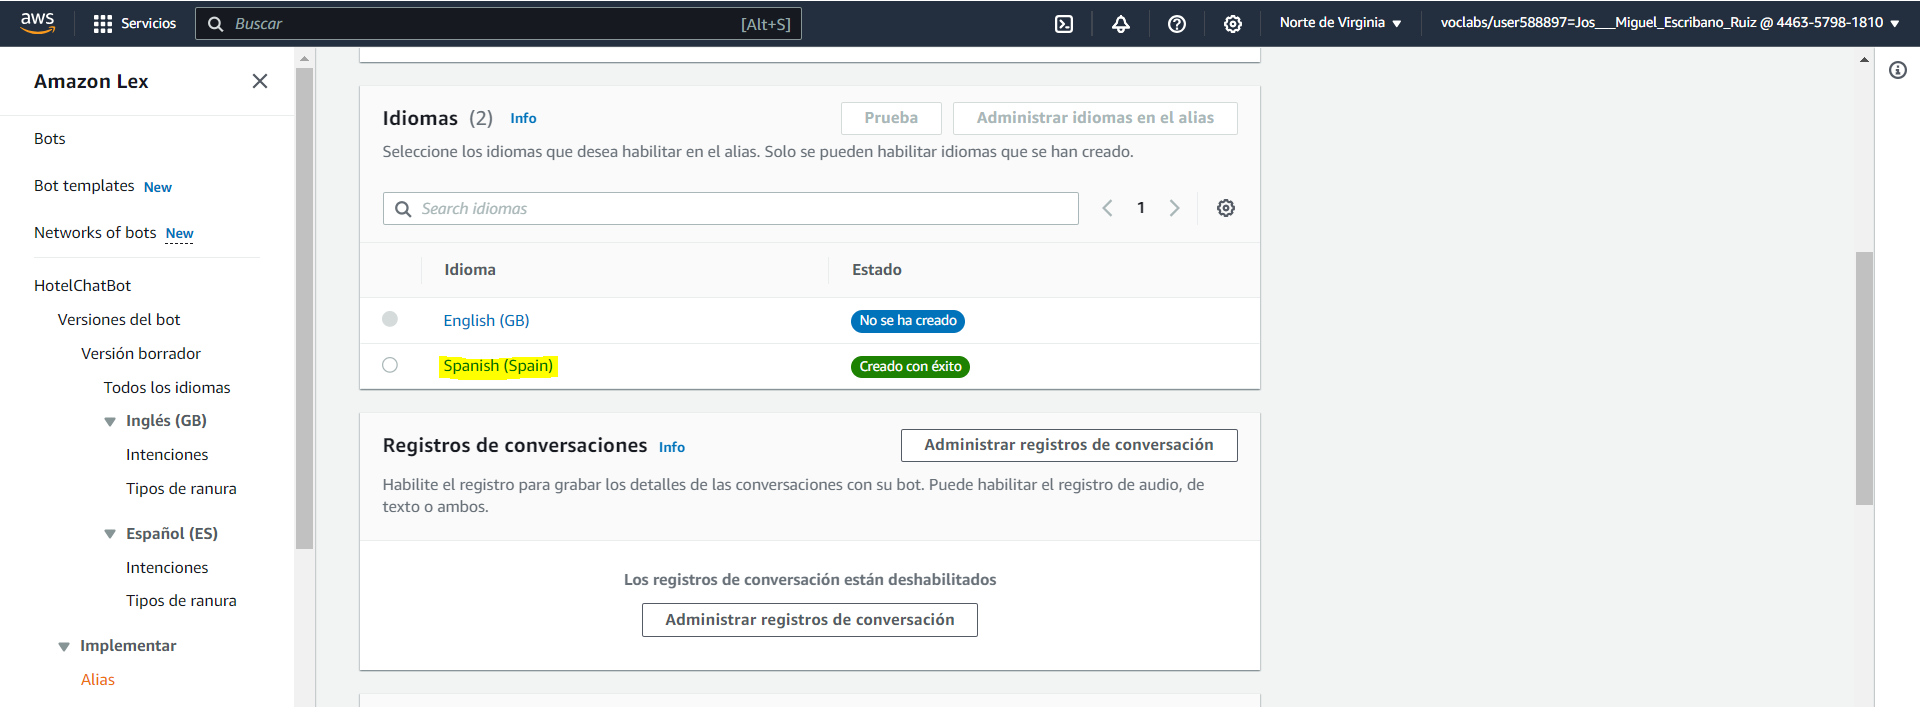 aws
Servicios
Buscar
[Alt+S]
Norte de Virginia
voclabs/user588897=Jos___Miguel_Escribano_Ruiz @ 4463-5798-1810
Amazon Lex
Bots
Bot templates New
Networks of bots New
HotelChatBot
Versiones del bot
Versión borrador
Todos los idiomas
Inglés (GB)
Intenciones
Tipos de ranura
Español (ES)
Intenciones
Tipos de ranura
Implementar
Alias
Idiomas (2) Info
Prueba
Administrar idiomas en el alias
Seleccione los idiomas que desea habilitar en el alias. Solo se pueden habilitar idiomas que se han creado.
Search idiomas
1
Idioma Estado
English (GB) No se ha creado
Spanish (Spain) Creado con éxito
Registros de conversaciones Info
Administrar registros de conversación
Habilite el registro para grabar los detalles de las conversaciones con su bot. Puede habilitar el registro de audio, de
texto o ambos.
Los registros de conversación están deshabilitados
Administrar registros de conversación